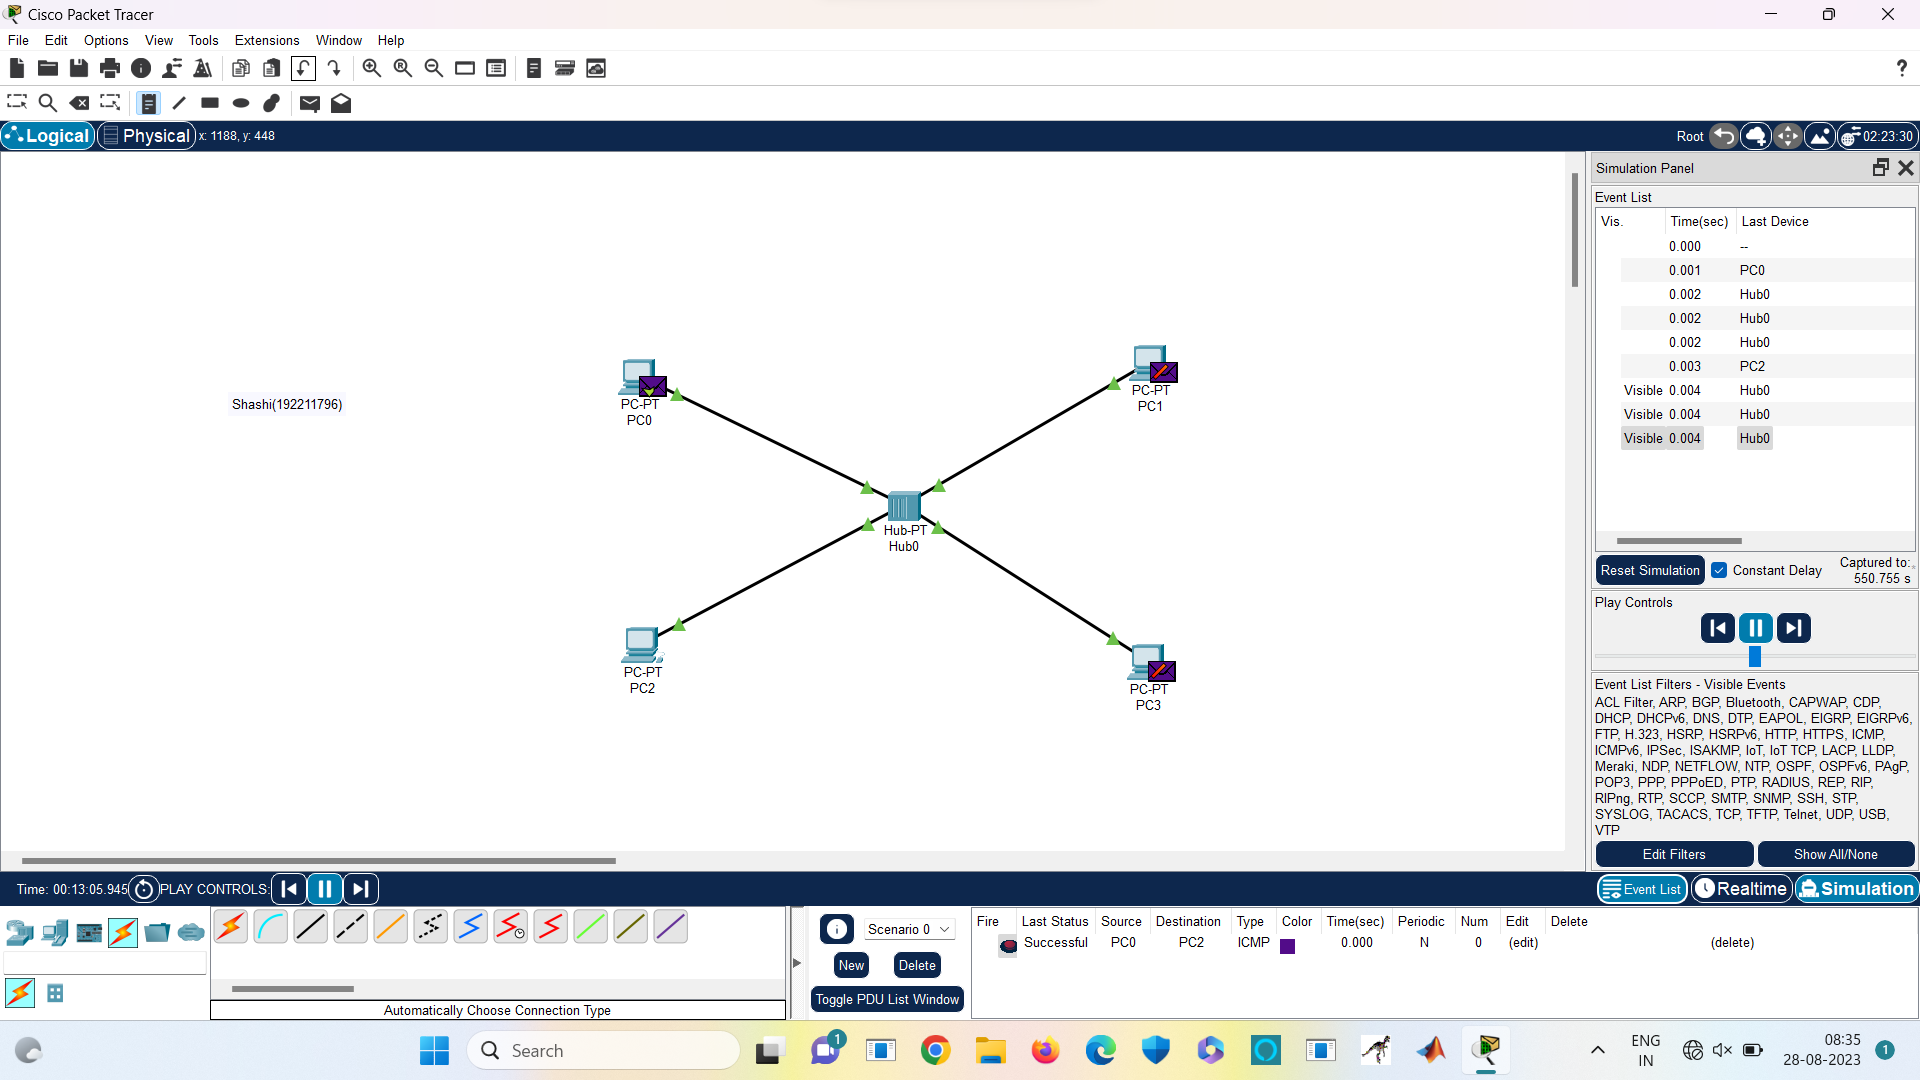 Cisco Packet Tracer
File Edit Options View Tools Extensions Window Help
?
Logical Physical x: 1188, y: 448
Root 02:23:30
Simulation Panel
Event List
Vis. Time(sec) Last Device
0.000 --
0.001 PC0
0.002 Hub0
0.002 Hub0
0.002 Hub0
0.003 PC2
Visible 0.004 Hub0
Visible 0.004 Hub0
Visible 0.004 Hub0
Reset Simulation Constant Delay Captured to:
550.755 s
Play Controls
Event List Filters - Visible Events
ACL Filter, ARP, BGP, Bluetooth, CAPWAP, CDP,
DHCP, DHCPv6, DNS, DTP, EAPOL, EIGRP, EIGRPv6,
FTP, H.323, HSRP, HSRPv6, HTTP, HTTPS, ICMP,
ICMPv6, IPSec, ISAKMP, IoT, IoT TCP, LACP, LLDP,
Meraki, NDP, NETFLOW, NTP, OSPF, OSPFv6, PAgP,
POP3, PPP, PPPoED, PTP, RADIUS, REP, RIP,
RIPng, RTP, SCCP, SMTP, SNMP, SSH, STP,
SYSLOG, TACACS, TCP, TFTP, Telnet, UDP, USB,
VTP
Edit Filters Show All/None
Shashi(192211796)
PC-PT
PC0
PC-PT
PC1
Hub-PT
Hub0
PC-PT
PC2
PC-PT
PC3
Time: 00:13:05.945 PLAY CONTROLS:
Event List Realtime Simulation
Automatically Choose Connection Type
Scenario 0
New Delete
Toggle PDU List Window
Fire Last Status Source Destination Type Color Time(sec) Periodic Num Edit Delete
Successful PC0 PC2 ICMP 0.000 N 0 (edit) (delete)
Search
1
ENG
IN
08:35
28-08-2023
1